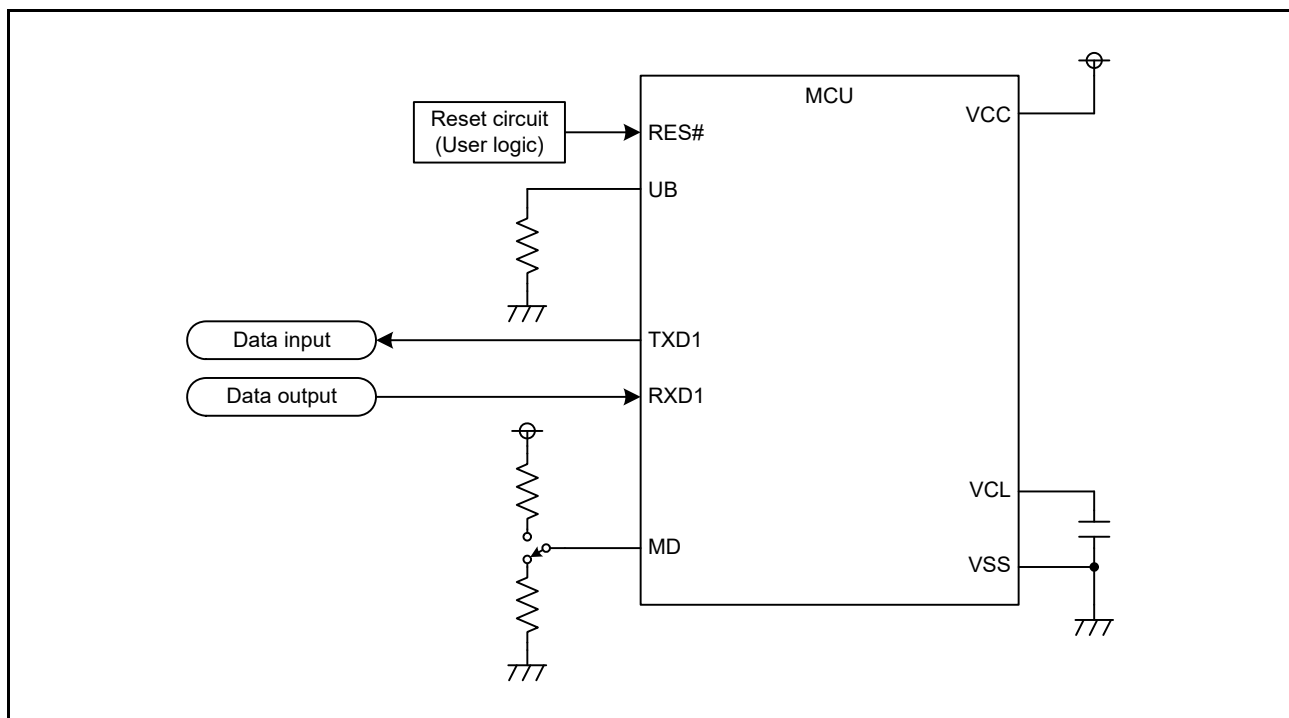 MCU
VCC
Reset circuit
(User logic)
RES#
UB
Data input
TXD1
Data output
RXD1
VCL
MD
VSS